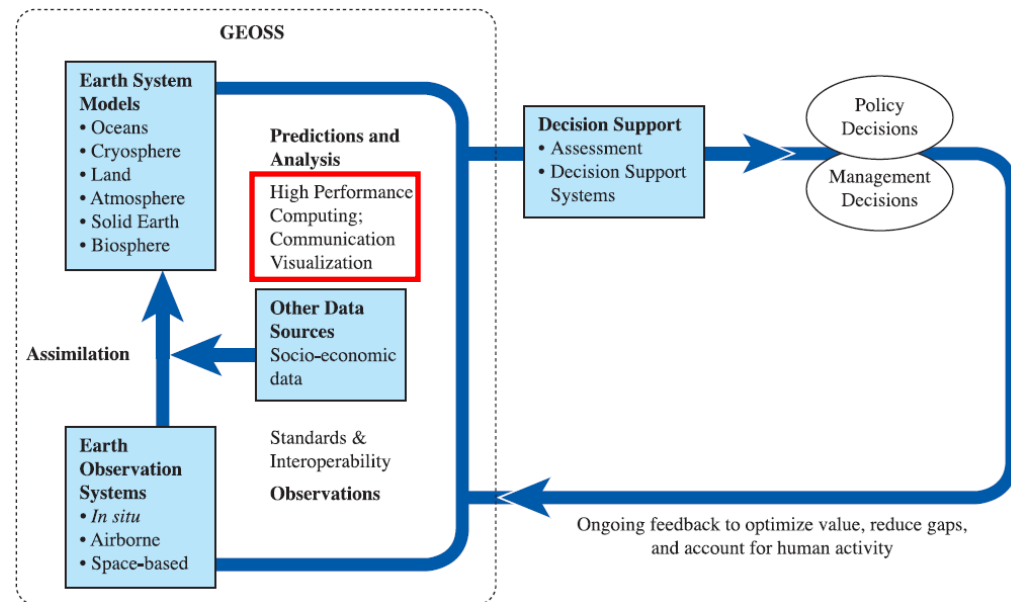 GEOSS
Earth System
Models
• Oceans
• Cryosphere
• Land
• Atmosphere
• Solid Earth
• Biosphere
Predictions and
Analysis
High Performance
Computing;
Communication
Visualization
Other Data
Sources
Socio-economic
data
Assimilation
Earth
Observation
Systems
• In situ
• Airborne
• Space-based
Standards &
Interoperability
Observations
Decision Support
• Assessment
• Decision Support
Systems
Policy
Decisions
Management
Decisions
Ongoing feedback to optimize value, reduce gaps,
and account for human activity